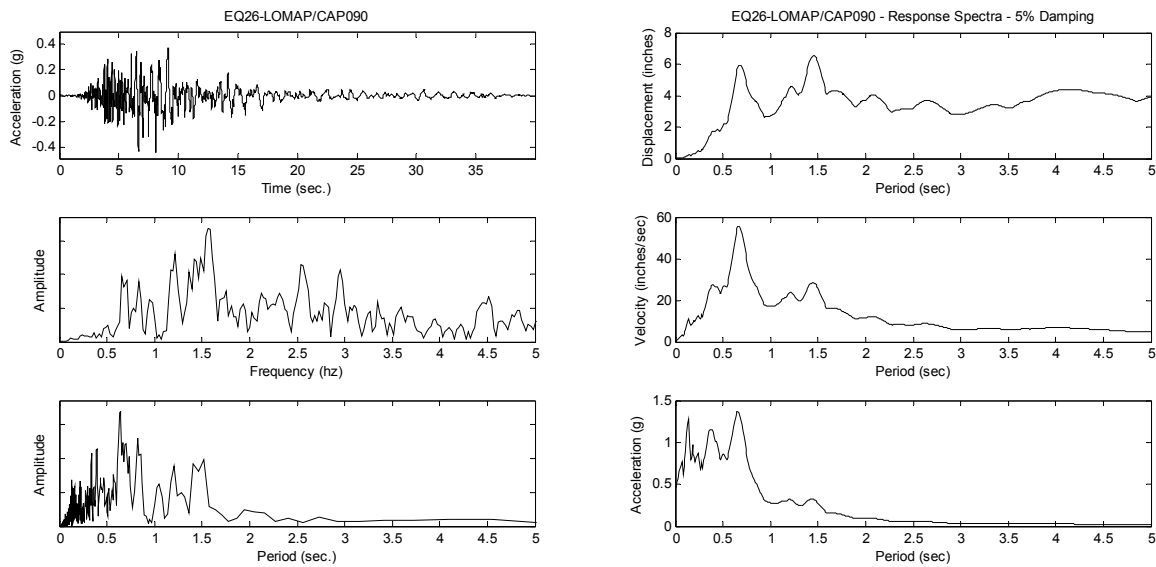 EQ26-LOMAP/CAP090
Acceleration (g)
0.4
0.2
0
-0.2
-0.4
0 5 10 15 20 25 30 35
Time (sec.)
Amplitude
0 0.5 1 1.5 2 2.5 3 3.5 4 4.5 5
Frequency (hz)
Amplitude
0 0.5 1 1.5 2 2.5 3 3.5 4 4.5 5
Period (sec.)
EQ26-LOMAP/CAP090 - Response Spectra - 5% Damping
Displacement (inches)
8
6
4
2
0
0 0.5 1 1.5 2 2.5 3 3.5 4 4.5 5
Period (sec)
Velocity (inches/sec)
60
40
20
0
0 0.5 1 1.5 2 2.5 3 3.5 4 4.5 5
Period (sec)
Acceleration (g)
1.5
1
0.5
0
0 0.5 1 1.5 2 2.5 3 3.5 4 4.5 5
Period (sec)